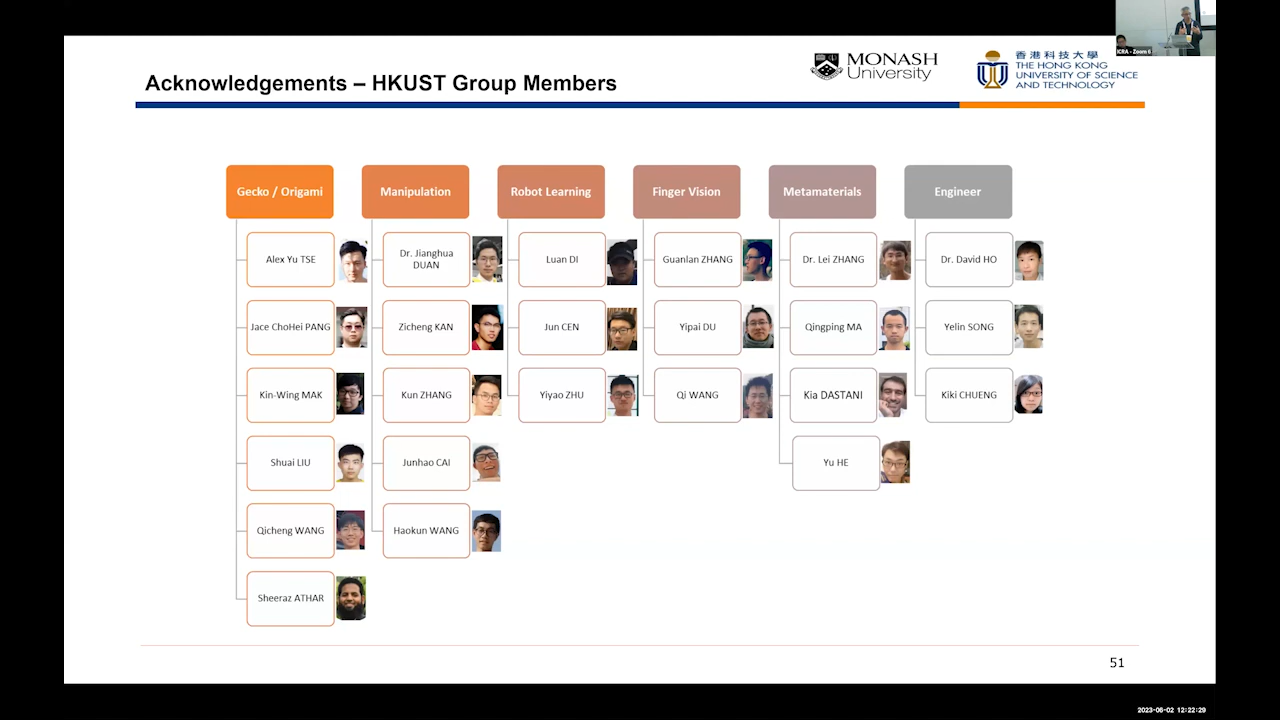 ICRA - Zoom 6
Acknowledgements – HKUST Group Members
MONASH
University
香港科技大學
THE HONG KONG
UNIVERSITY OF SCIENCE
AND TECHNOLOGY
Gecko / Origami
Manipulation
Robot Learning
Finger Vision
Metamaterials
Engineer
Alex Yu TSE
Dr. Jianghua
DUAN
Luan DI
Guanlan ZHANG
Dr. Lei ZHANG
Dr. David HO
Jace ChoHei PANG
Zicheng KAN
Jun CEN
Yipai DU
Qingping MA
Yelin SONG
Kin-Wing MAK
Kun ZHANG
Yiyao ZHU
Qi WANG
Kia DASTANI
Kiki CHUENG
Shuai LIU
Junhao CAI
Yu HE
Qicheng WANG
Haokun WANG
Sheeraz ATHAR
51
2023-06-02 12:22:29